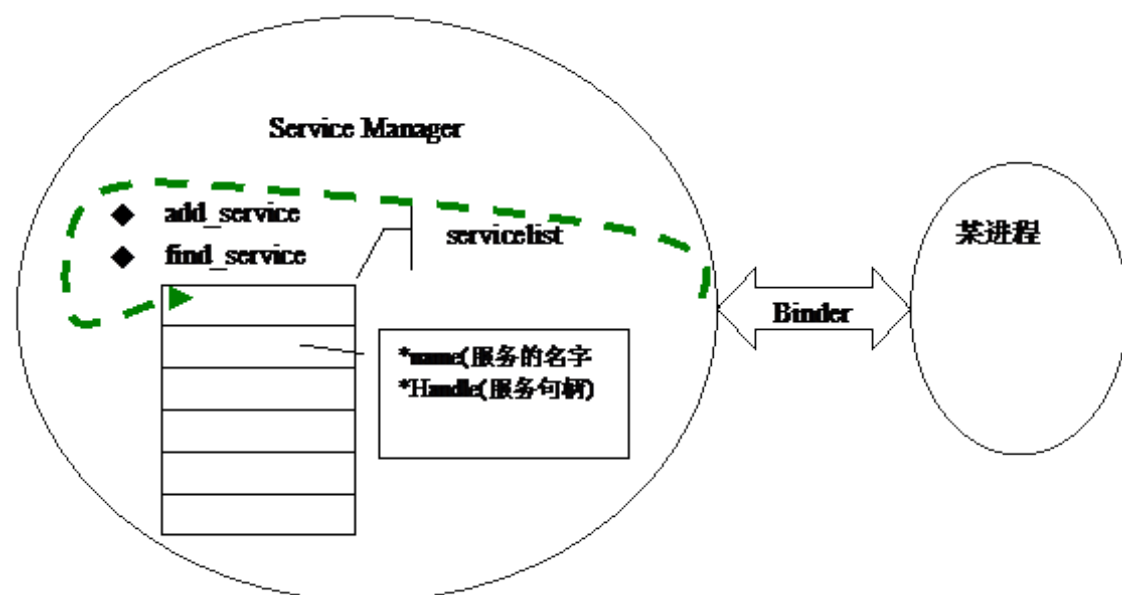 Service Manager
◆ add_service
servicelist
◆ find_service
某进程
Binder
*name(服务的名字
*Handle(服务句柄)